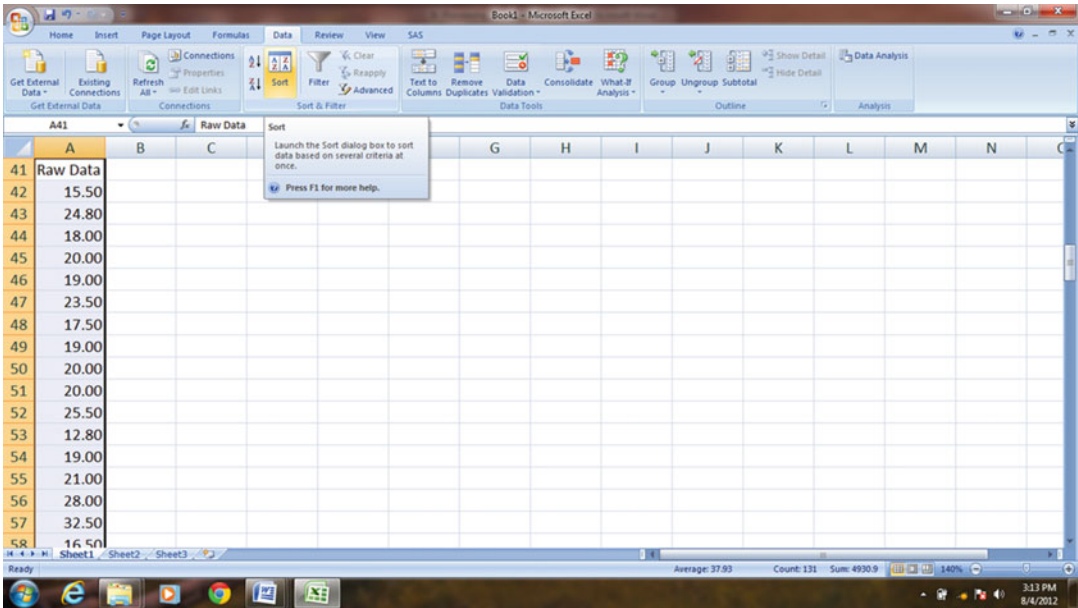 Book1 - Microsoft Excel
Home Insert Page Layout Formulas Data Review View SAS
Get External Data
Existing Connections
Refresh All
Connections
Properties
Edit Links
Sort
Filter
Clear
Reapply
Advanced
Text to Columns
Remove Duplicates
Data Validation
Consolidate
What-If Analysis
Group
Ungroup
Subtotal
Show Detail
Hide Detail
Data Analysis
Get External Data Connections Sort & Filter Data Tools Outline Analysis
A41 fx Raw Data
Sort
Launch the Sort dialog box to sort
data based on several criteria at
once.
Press F1 for more help.
A B C G H I J K L M N
41 Raw Data
42 15.50
43 24.80
44 18.00
45 20.00
46 19.00
47 23.50
48 17.50
49 19.00
50 20.00
51 20.00
52 25.50
53 12.80
54 19.00
55 21.00
56 28.00
57 32.50
58 16.50
Sheet1 Sheet2 Sheet3
Ready Average: 37.93 Count: 131 Sum: 4930.9 140%
3:13 PM
8/4/2012